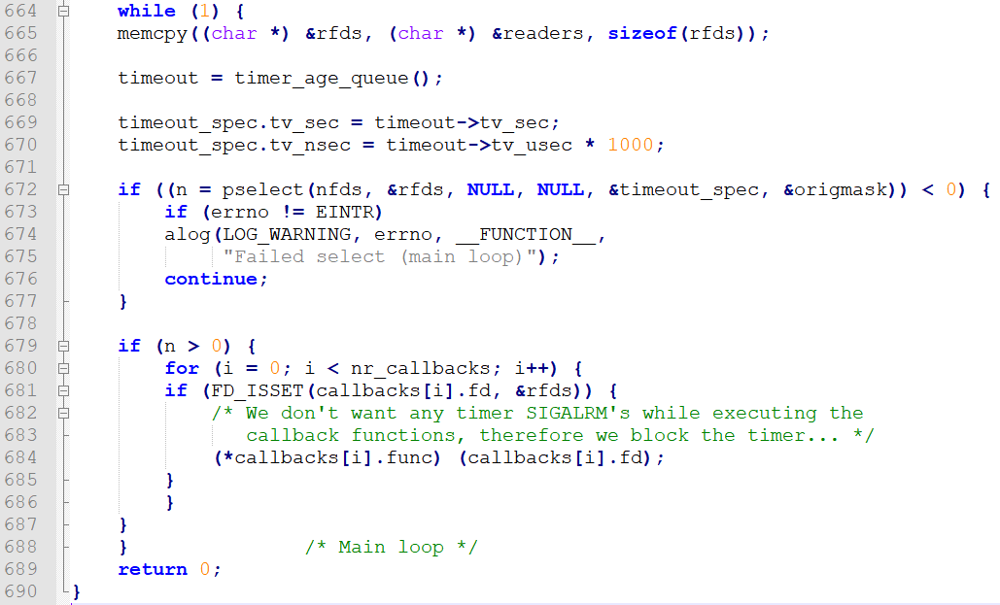 664 while (1) {
665 memcpy((char *) &rfds, (char *) &readers, sizeof(rfds));
666
667 timeout = timer_age_queue();
668
669 timeout_spec.tv_sec = timeout->tv_sec;
670 timeout_spec.tv_nsec = timeout->tv_usec * 1000;
671
672 if ((n = pselect(nfds, &rfds, NULL, NULL, &timeout_spec, &origmask)) < 0) {
673 if (errno != EINTR)
674 alog(LOG_WARNING, errno, __FUNCTION__,
675 "Failed select (main loop)");
676 continue;
677 }
678
679 if (n > 0) {
680 for (i = 0; i < nr_callbacks; i++) {
681 if (FD_ISSET(callbacks[i].fd, &rfds)) {
682 /* We don't want any timer SIGALRM's while executing the
683 callback functions, therefore we block the timer... */
684 (*callbacks[i].func) (callbacks[i].fd);
685 }
686 }
687 }
688 } /* Main loop */
689 return 0;
690 }